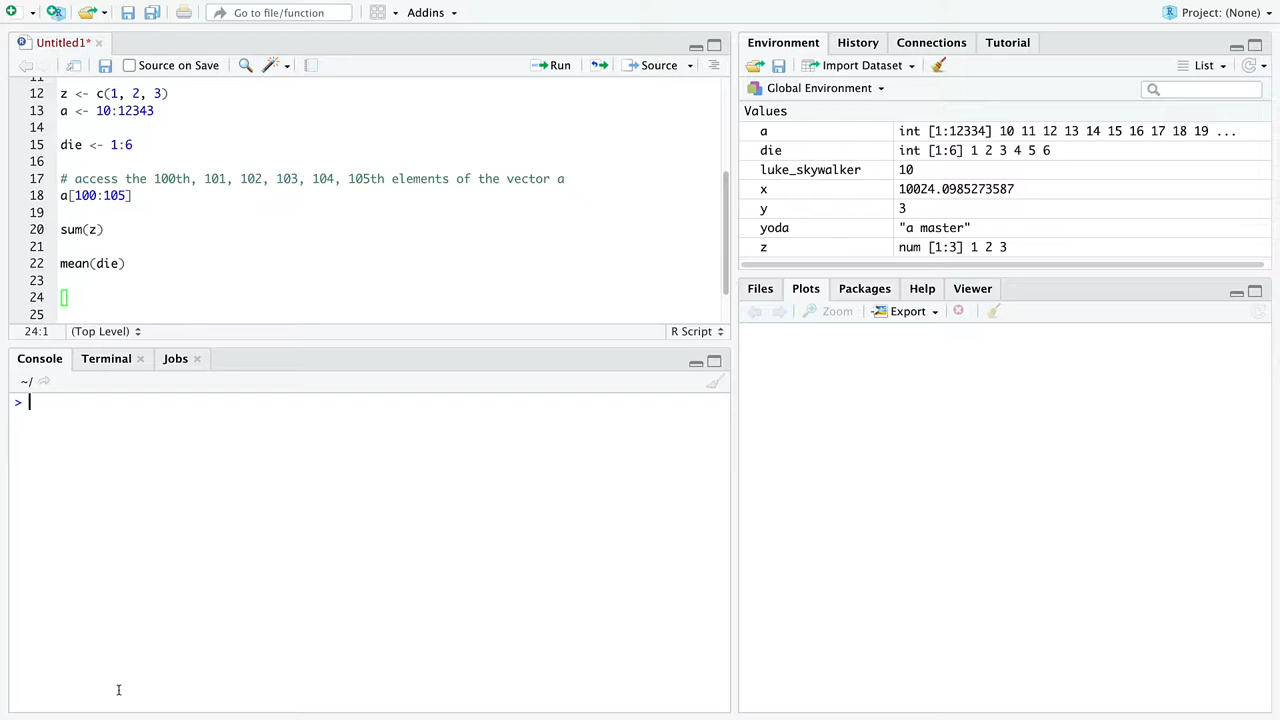 Go to file/function
Addins
Project: (None)
Untitled1*
Source on Save
Run
Source
11
12 z <- c(1, 2, 3)
13 a <- 10:12343
14
15 die <- 1:6
16
17 # access the 100th, 101, 102, 103, 104, 105th elements of the vector a
18 a[100:105]
19
20 sum(z)
21
22 mean(die)
23
24
25
24:1 (Top Level) R Script
Console Terminal Jobs
~/
>
Environment History Connections Tutorial
Import Dataset List
Global Environment
Values
a int [1:12334] 10 11 12 13 14 15 16 17 18 19 ...
die int [1:6] 1 2 3 4 5 6
luke_skywalker 10
x 10024.0985273587
y 3
yoda "a master"
z num [1:3] 1 2 3
Files Plots Packages Help Viewer
Zoom Export